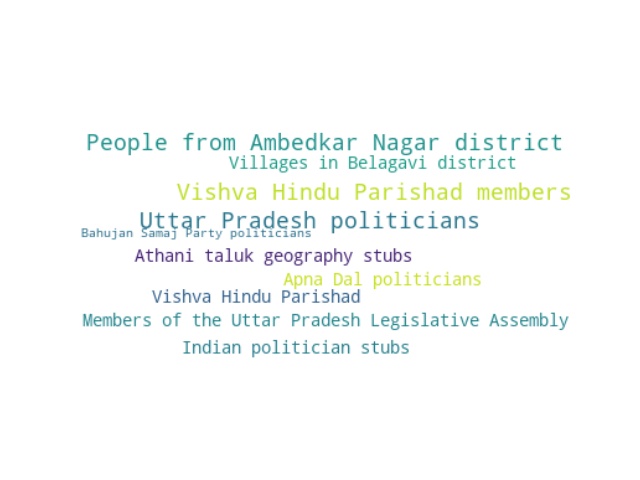 People from Ambedkar Nagar district
Villages in Belagavi district
Vishva Hindu Parishad members
Uttar Pradesh politicians
Bahujan Samaj Party politicians
Athani taluk geography stubs
Apna Dal politicians
Vishva Hindu Parishad
Members of the Uttar Pradesh Legislative Assembly
Indian politician stubs